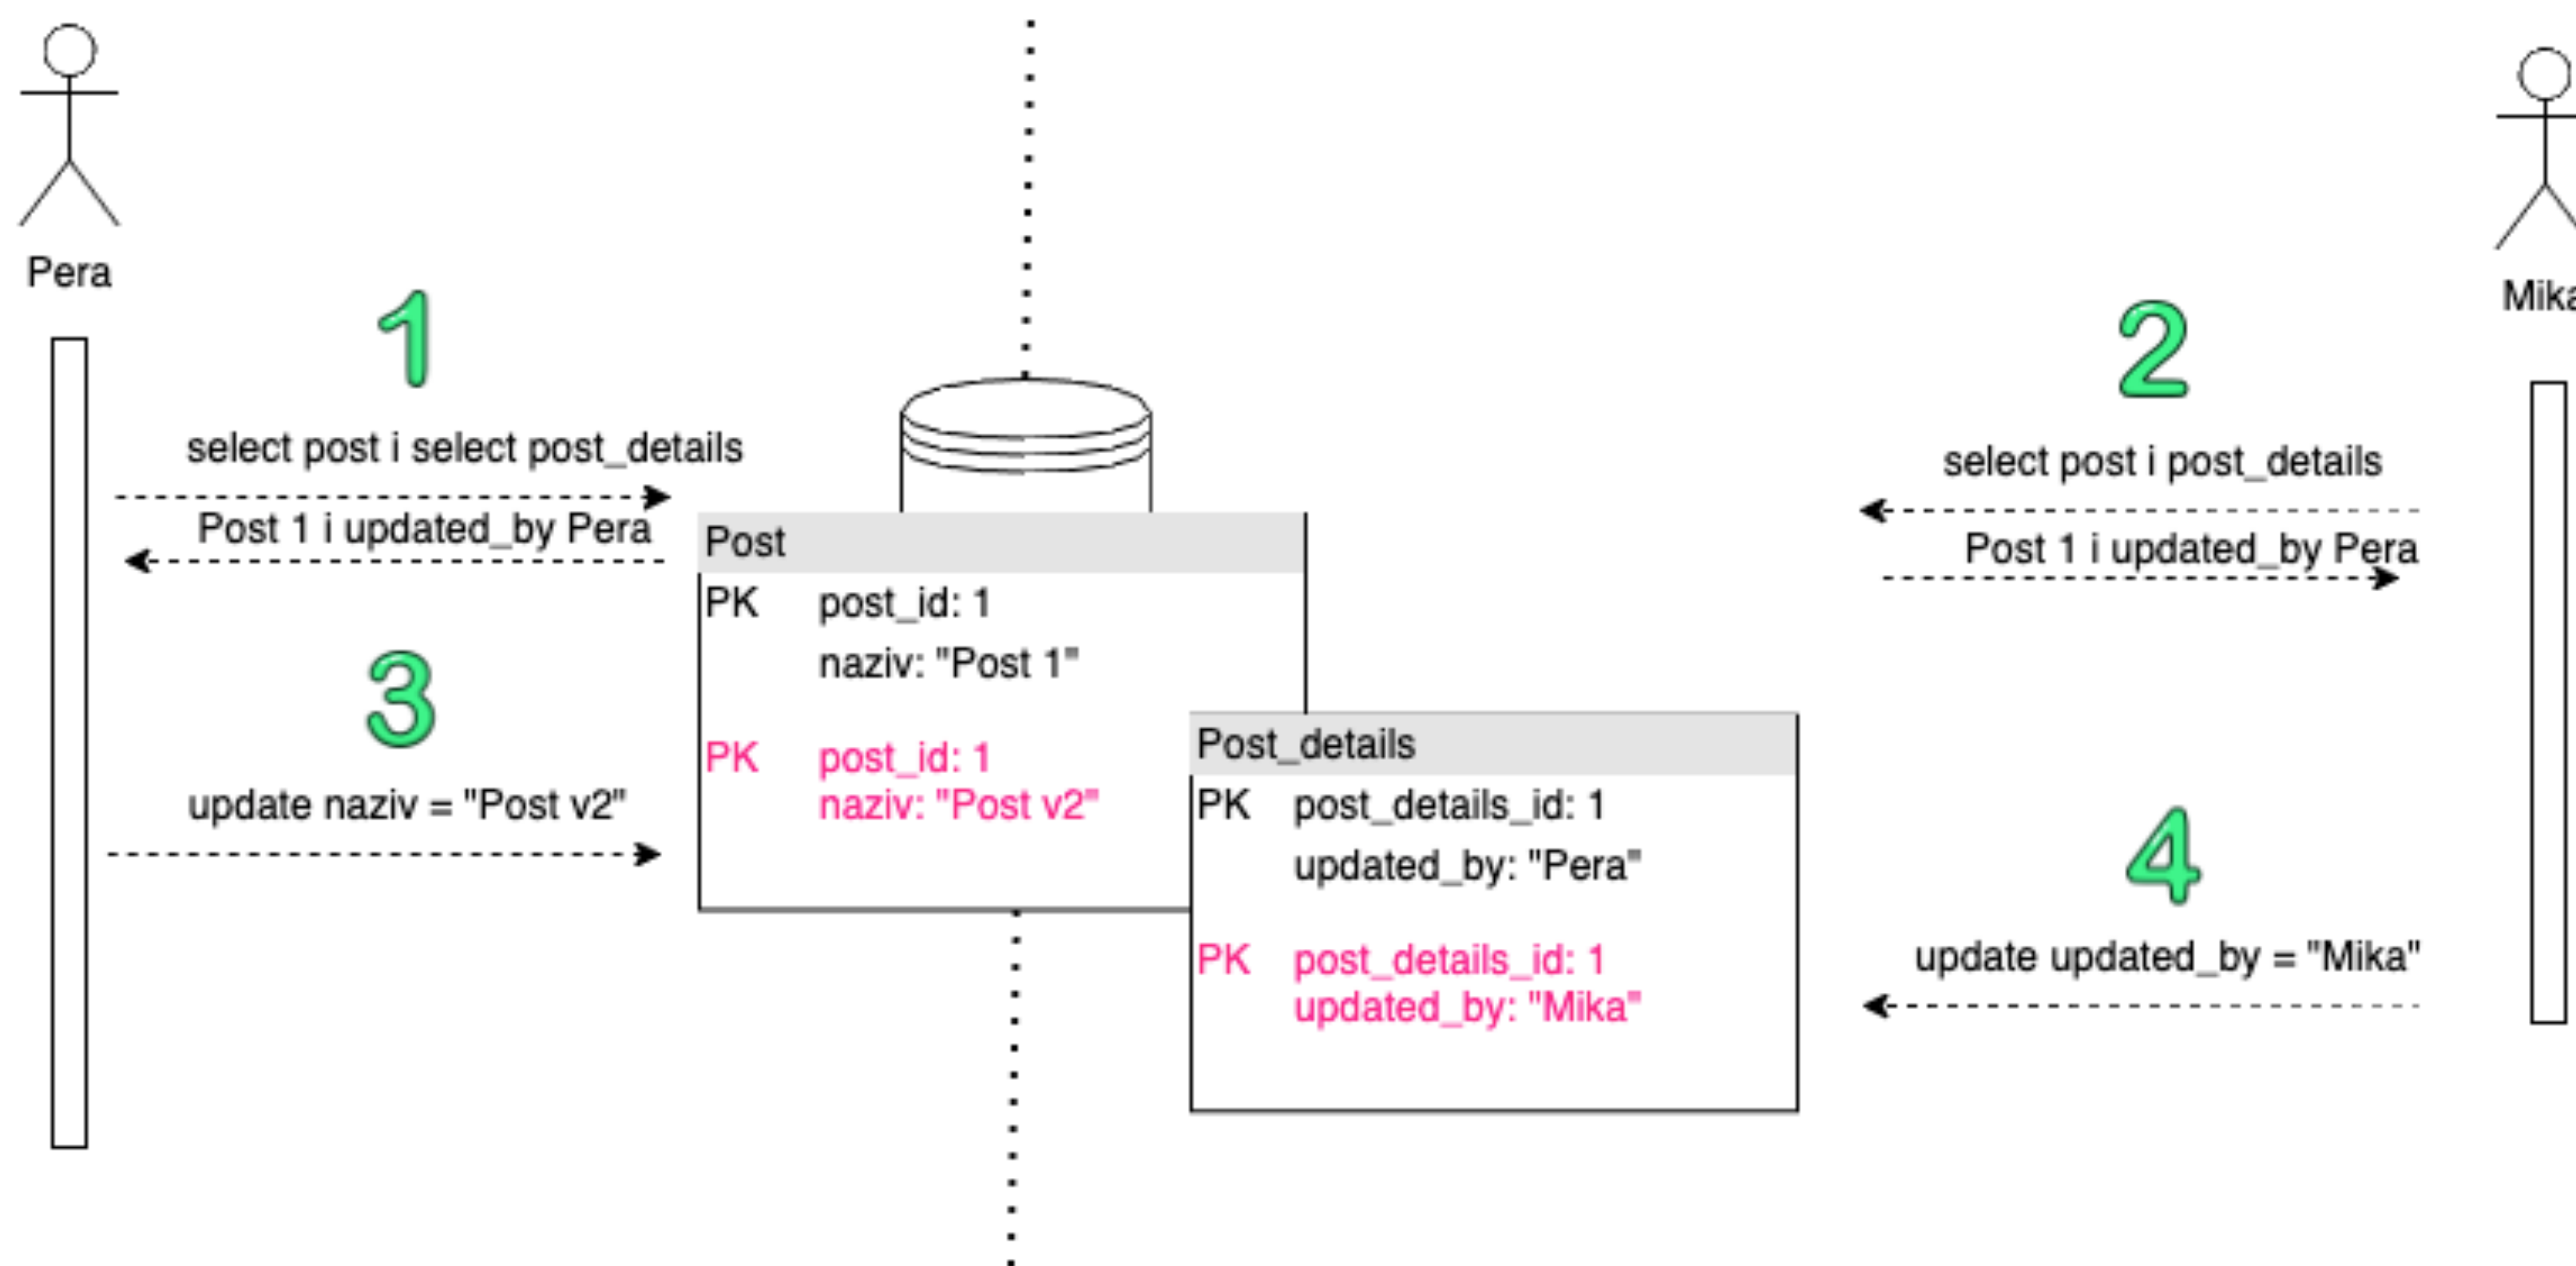 Pera
Mika
1
select post i select post_details
Post 1 i updated_by Pera
2
select post i post_details
Post 1 i updated_by Pera
Post
PK post_id: 1
naziv: "Post 1"
PK post_id: 1
naziv: "Post v2"
3
update naziv = "Post v2"
Post_details
PK post_details_id: 1
updated_by: "Pera"
PK post_details_id: 1
updated_by: "Mika"
4
update updated_by = "Mika"